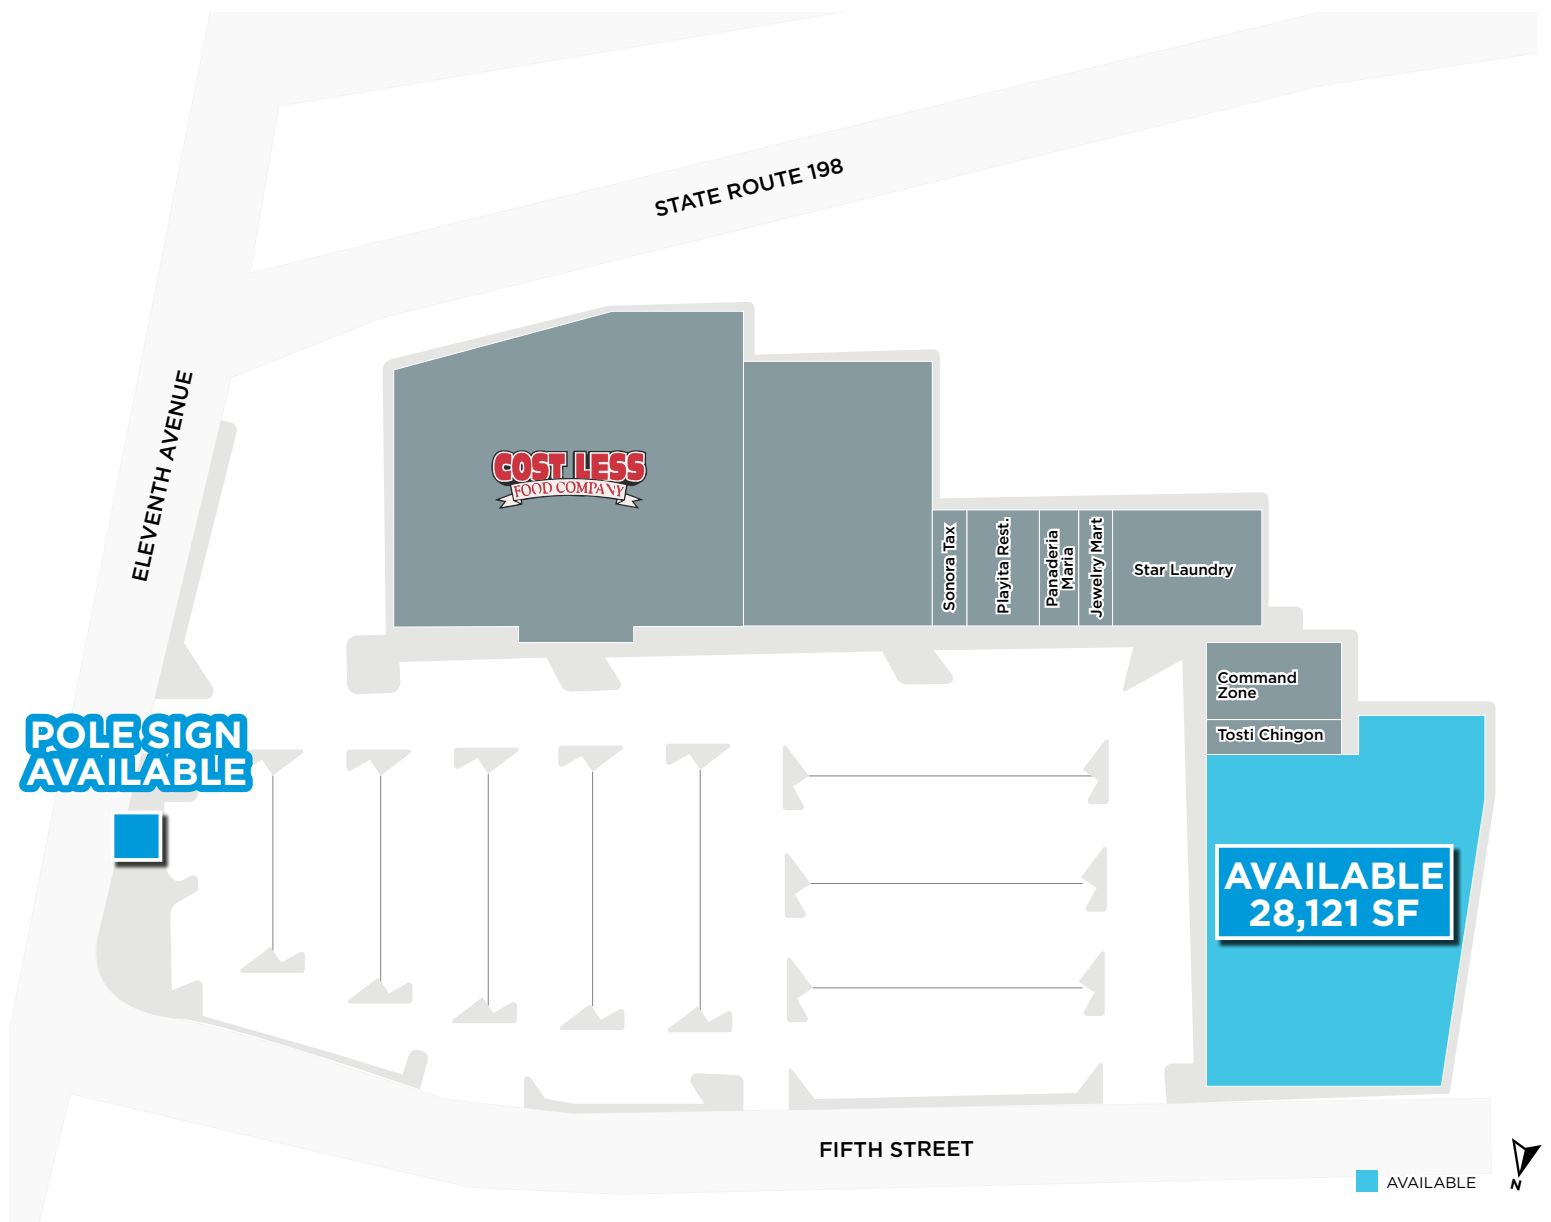 STATE ROUTE 198
ELEVENTH AVENUE
COST LESS
FOOD COMPANY
Sonora Tax
Playita Rest.
Panaderia
Maria
Jewelry Mart
Star Laundry
Command
Zone
Tosti Chingon
POLE SIGN
AVAILABLE
AVAILABLE
28,121 SF
FIFTH STREET
AVAILABLE
N